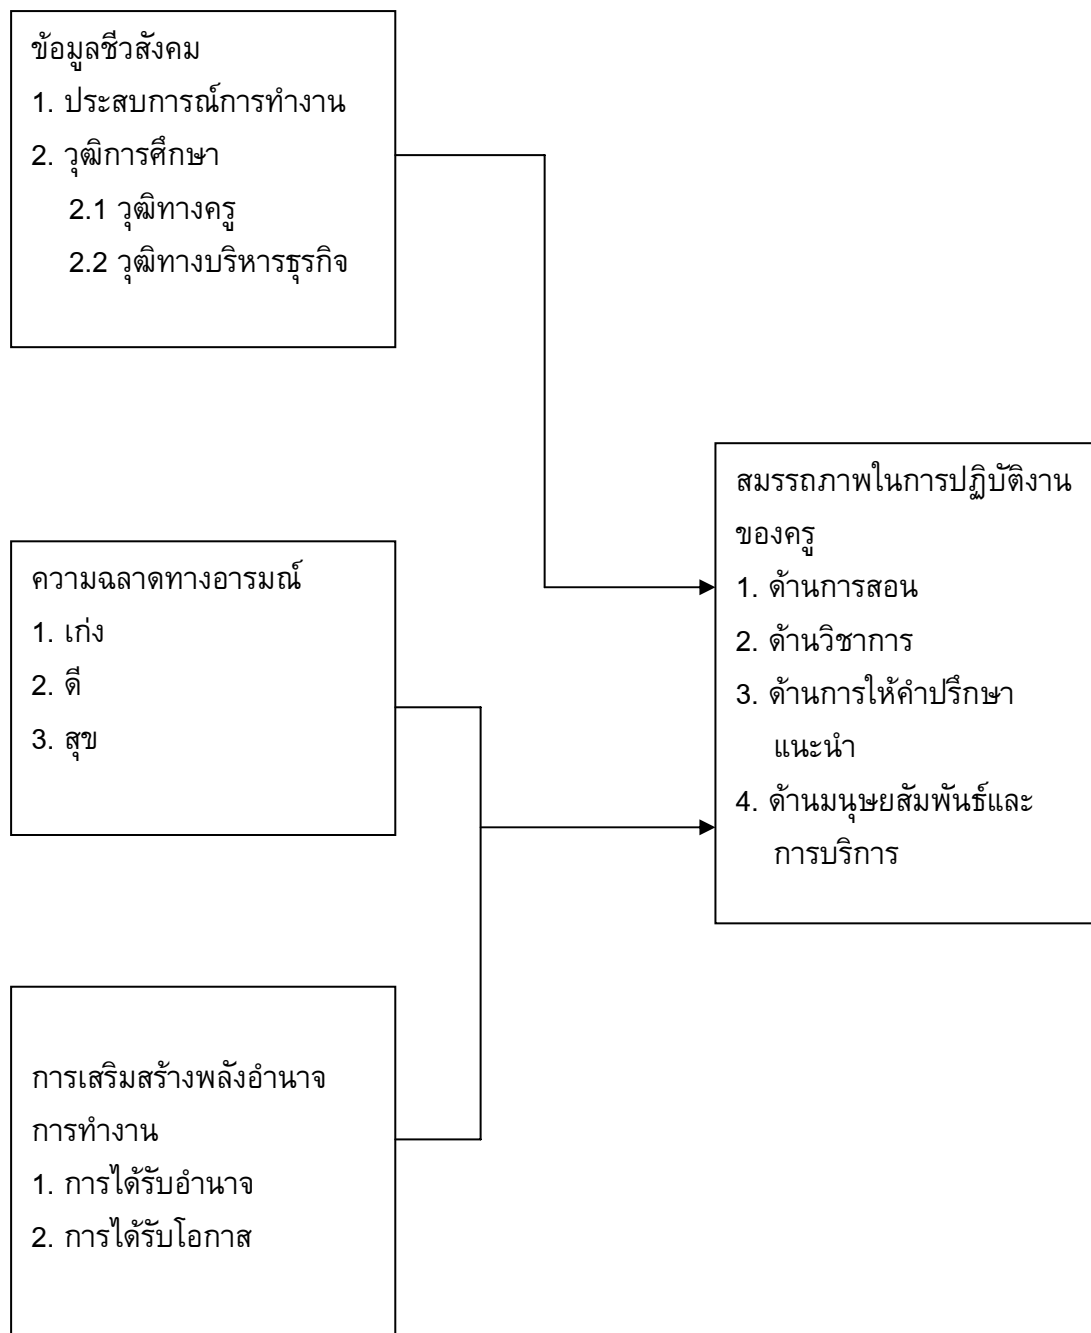 ข้อมูลชีวสังคม
1. ประสบการณ์การทำงาน
2. วุฒิการศึกษา
2.1 วุฒิทางครู
2.2 วุฒิทางบริหารธุรกิจ
ความฉลาดทางอารมณ์
1. เก่ง
2. ดี
3. สุข
การเสริมสร้างพลังอำนาจ
การทำงาน
1. การได้รับอำนาจ
2. การได้รับโอกาส
สมรรถภาพในการปฏิบัติงาน
ของครู
1. ด้านการสอน
2. ด้านวิชาการ
3. ด้านการให้คำปรึกษา
แนะนำ
4. ด้านมนุษยสัมพันธ์และ
การบริการ